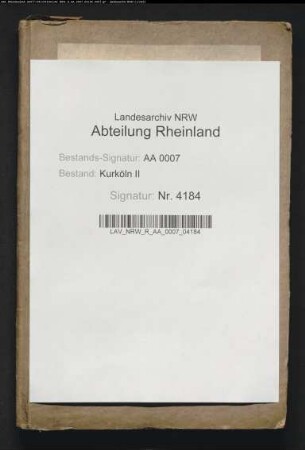 Landesarchiv NRW
Abteilung Rheinland
Bestands-Signatur: AA 0007
Bestand: Kurköln II
Signatur: Nr. 4184
LAV_NRW_R_AA_0007_04184